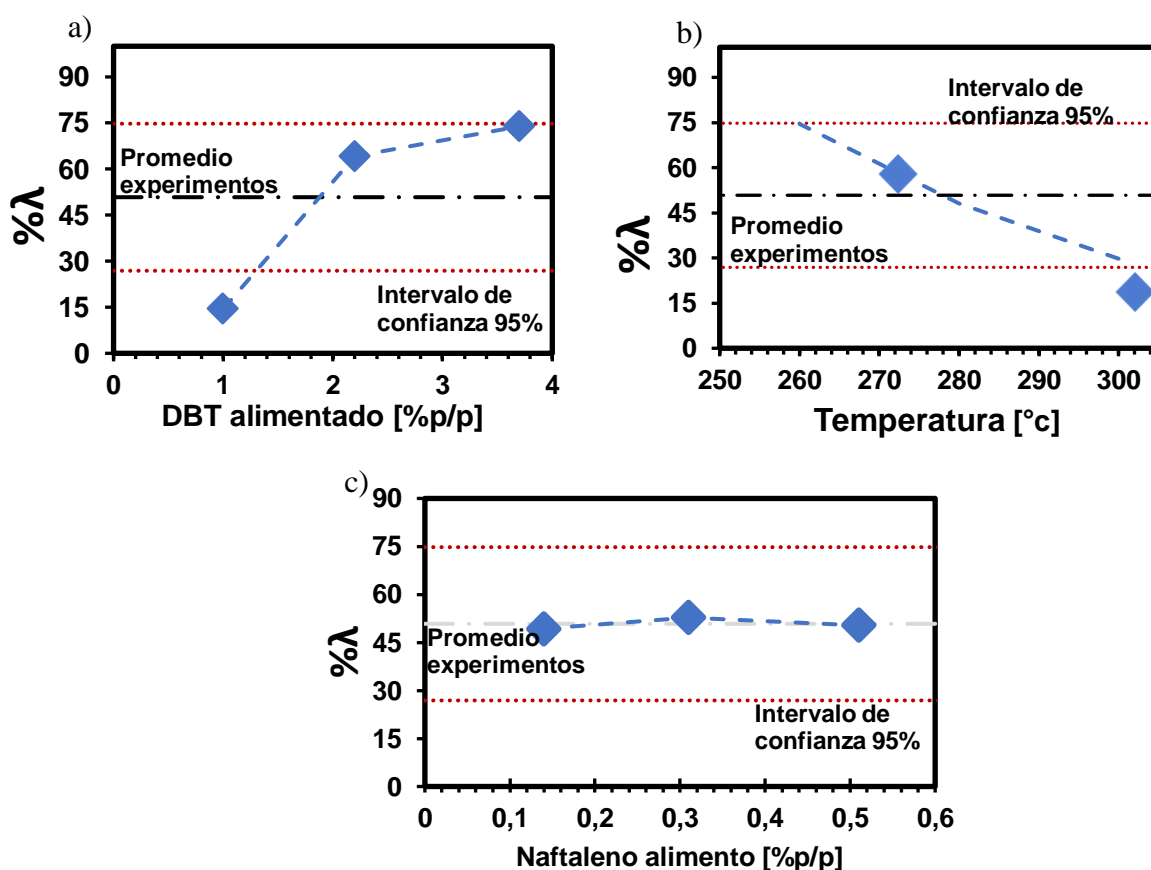 a)
%λ
90
75
60
45
30
15
0
Promedio
experimentos
Intervalo de
confianza 95%
0 1 2 3 4
DBT alimentado [%p/p]
b)
%λ
90
75
60
45
30
15
0
Intervalo de
confianza 95%
Promedio
experimentos
250 260 270 280 290 300
Temperatura [°c]
c)
%λ
90
75
60
45
30
15
0
Promedio
experimentos
Intervalo de
confianza 95%
0 0,1 0,2 0,3 0,4 0,5 0,6
Naftaleno alimento [%p/p]